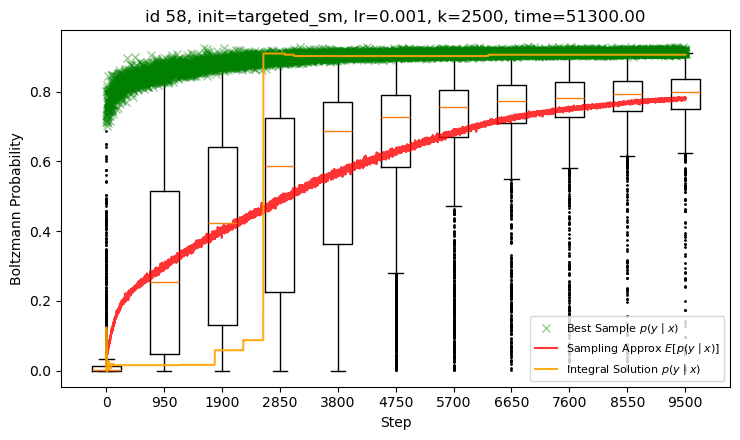 id 58, init=targeted_sm, lr=0.001, k=2500, time=51300.00
Boltzmann Probability
0.8
0.6
0.4
0.2
0.0
Best Sample p(y | x)
Sampling Approx E[p(y | x)]
Integral Solution p(y | x)
0 950 1900 2850 3800 4750 5700 6650 7600 8550 9500
Step